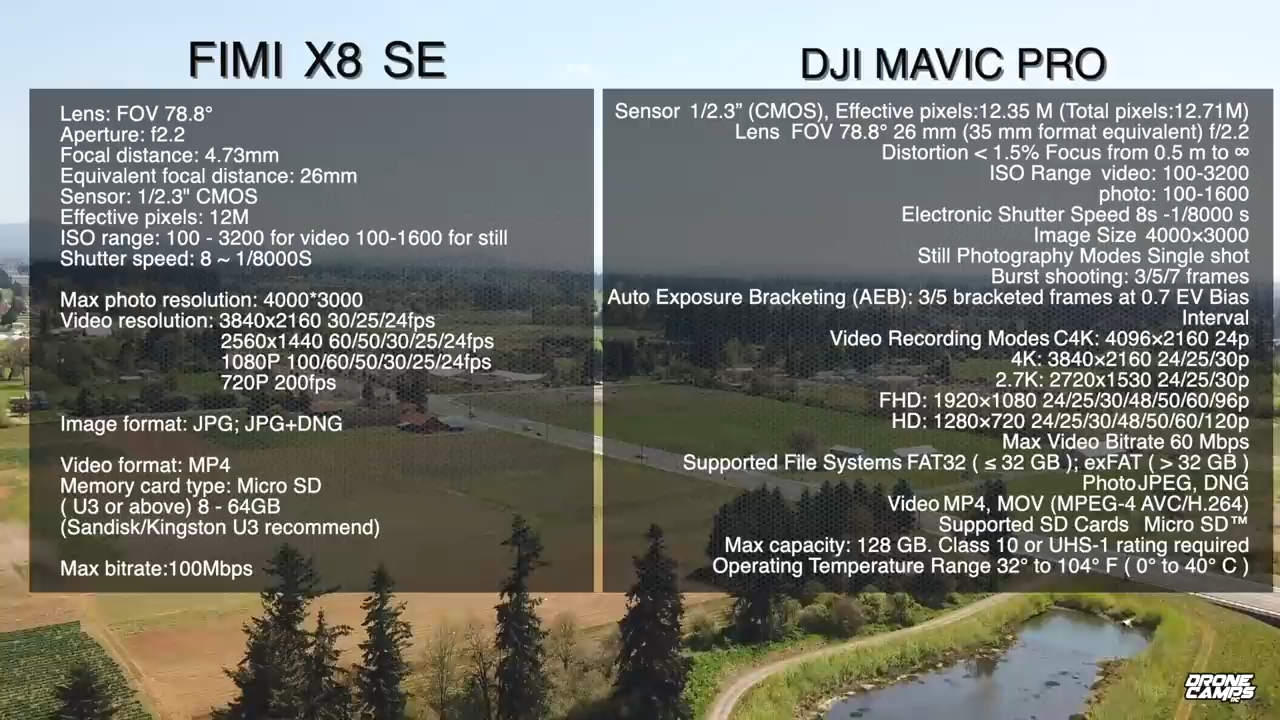 FIMI X8 SE
Lens: FOV 78.8°
Aperture: f2.2
Focal distance: 4.73mm
Equivalent focal distance: 26mm
Sensor: 1/2.3" CMOS
Effective pixels: 12M
ISO range: 100 - 3200 for video 100-1600 for still
Shutter speed: 8 ~ 1/8000S
Max photo resolution: 4000*3000
Video resolution: 3840x2160 30/25/24fps
2560x1440 60/50/30/25/24fps
1080P 100/60/50/30/25/24fps
720P 200fps
Image format: JPG; JPG+DNG
Video format: MP4
Memory card type: Micro SD
( U3 or above) 8 - 64GB
(Sandisk/Kingston U3 recommend)
Max bitrate:100Mbps
DJI MAVIC PRO
Sensor 1/2.3” (CMOS), Effective pixels:12.35 M (Total pixels:12.71M)
Lens FOV 78.8° 26 mm (35 mm format equivalent) f/2.2
Distortion < 1.5% Focus from 0.5 m to ∞
ISO Range video: 100-3200
photo: 100-1600
Electronic Shutter Speed 8s -1/8000 s
Image Size 4000×3000
Still Photography Modes Single shot
Burst shooting: 3/5/7 frames
Auto Exposure Bracketing (AEB): 3/5 bracketed frames at 0.7 EV Bias
Interval
Video Recording Modes C4K: 4096×2160 24p
4K: 3840×2160 24/25/30p
2.7K: 2720x1530 24/25/30p
FHD: 1920×1080 24/25/30/48/50/60/96p
HD: 1280×720 24/25/30/48/50/60/120p
Max Video Bitrate 60 Mbps
Supported File Systems FAT32 ( ≤ 32 GB ); exFAT ( > 32 GB )
Photo JPEG, DNG
Video MP4, MOV (MPEG-4 AVC/H.264)
Supported SD Cards Micro SD™
Max capacity: 128 GB. Class 10 or UHS-1 rating required
Operating Temperature Range 32° to 104° F ( 0° to 40° C )
DRONE
CAMPS